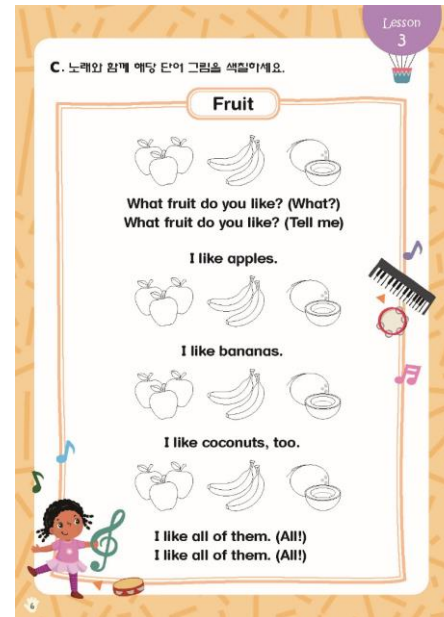 Lesson
3
C. 노래와 함께 해당 단어 그림을 색칠하세요.
Fruit
What fruit do you like? (What?)
What fruit do you like? (Tell me)
I like apples.
I like bananas.
I like coconuts, too.
I like all of them. (All!)
I like all of them. (All!)
6